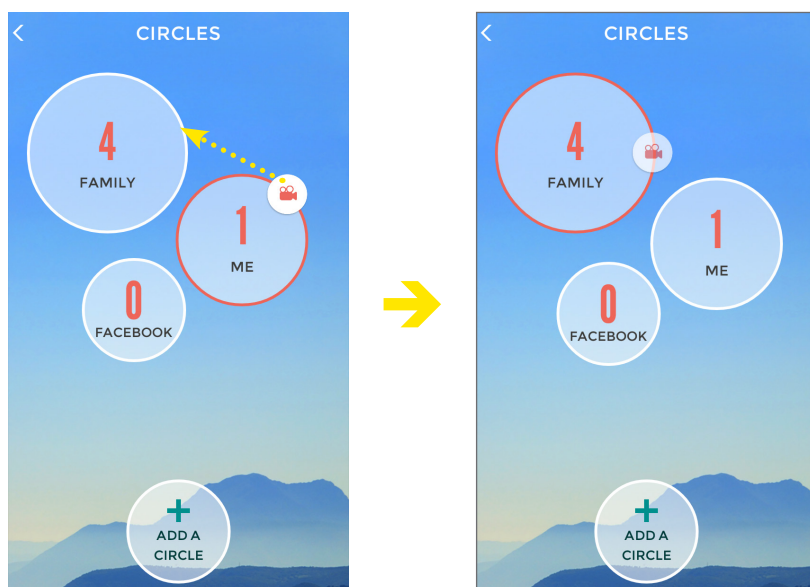 CIRCLES
4
FAMILY
1
ME
0
FACEBOOK
+
ADD A
CIRCLE
CIRCLES
4
FAMILY
1
ME
0
FACEBOOK
+
ADD A
CIRCLE